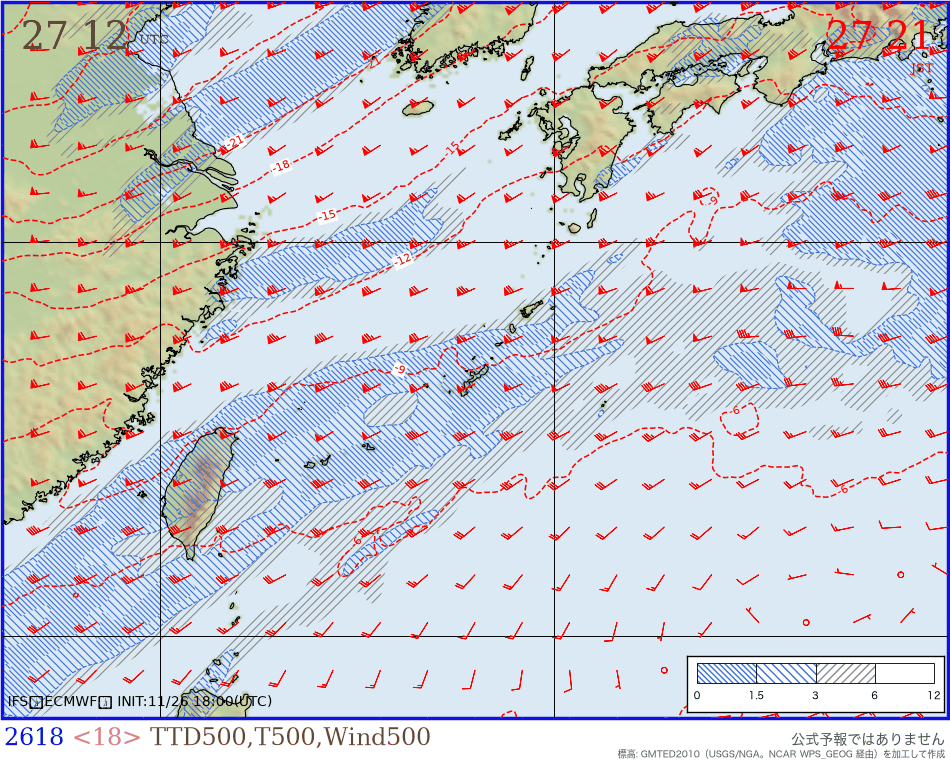 27 12 UTC
27 21
JST
-21
-18
-15
-15
-12
-9
-9
-6
-6
-6
IFS ECMWF INIT:11/26 18:00(UTC)
0 1.5 3 6 12
2618 <18> TTD500,T500,Wind500
公式予報ではありません
標高: GMTED2010（USGS/NGA。NCAR WPS_GEOG 経由）を加工して作成